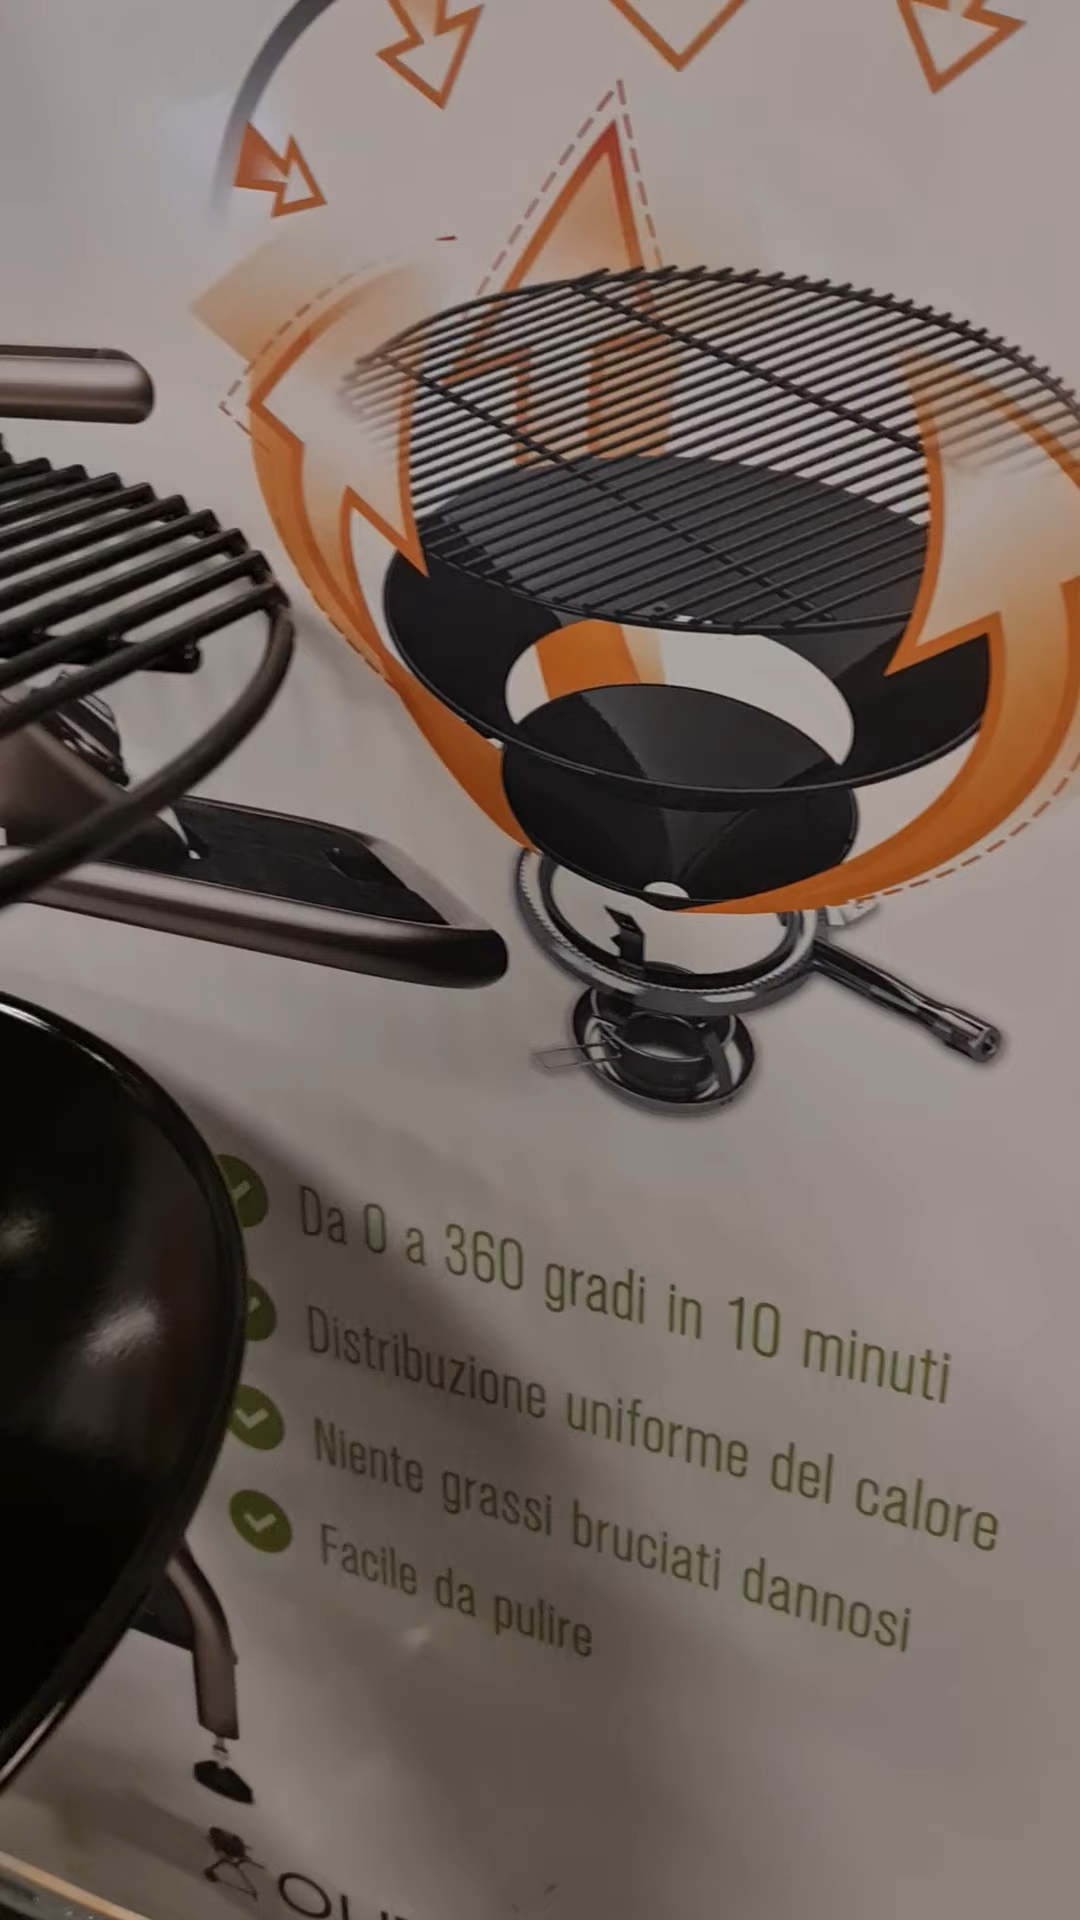 Da 0 a 360 gradi in 10 minuti
Distribuzione uniforme del calore
Niente grassi bruciati dannosi
Facile da pulire